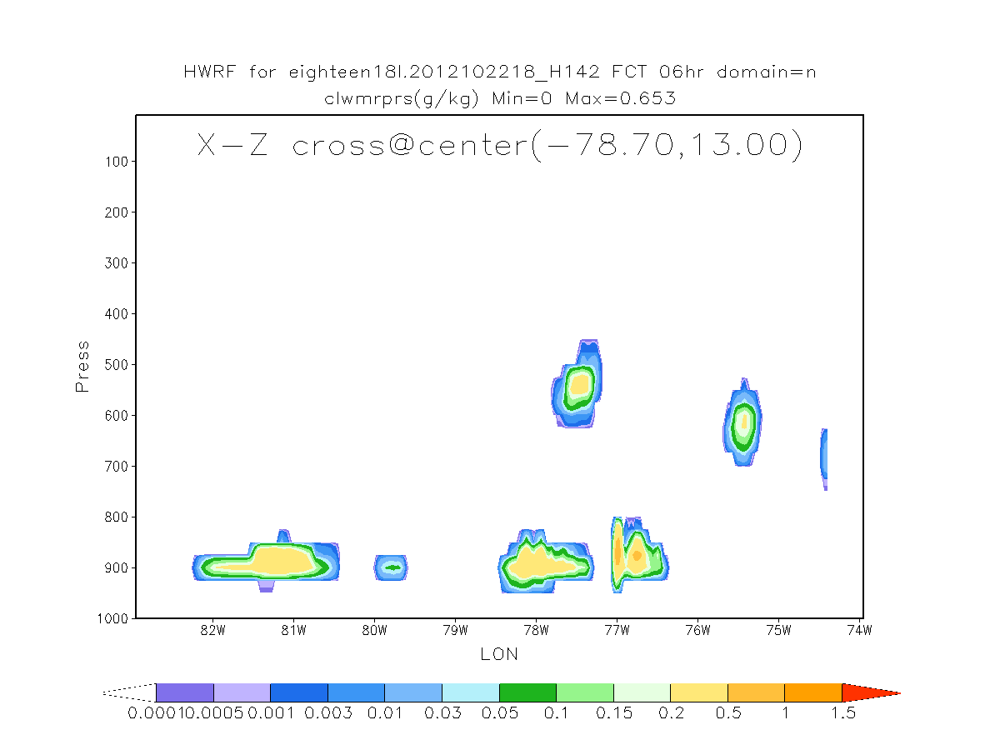 HWRF for eighteen18l.2012102218_H142 FCT 06hr domain=n
clwmrprs(g/kg) Min=0 Max=0.653
X-Z cross@center(-78.70,13.00)
100
200
300
400
500
600
700
800
900
1000
Press
82W 81W 80W 79W 78W 77W 76W 75W 74W
LON
0.0001 0.0005 0.001 0.003 0.01 0.03 0.05 0.1 0.15 0.2 0.5 1 1.5